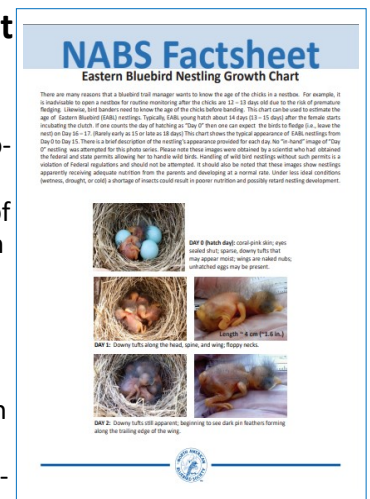 t
NABS Factsheet
Eastern Bluebird Nestling Growth Chart
There are many reasons that a bluebird trail manager wants to know the age of the chicks in a nestbox. For example, it
is inadvisable to open a nestbox for routine monitoring after the chicks are 12 – 13 days old due to the risk of premature
fledging. Likewise, bird banders need to know the age of the chicks before banding. This chart can be used to estimate the
age of Eastern Bluebird (EABL) nestlings. Typically, EABL young hatch about 14 days (13 – 15 days) after the female starts
incubating the clutch. If one counts the day of hatching as "Day 0" then one can expect the birds to fledge (i.e., leave the
nest) on Day 16 – 17. (Rarely early as 15 or late as 18 days) This chart shows the typical appearance of EABL nestlings from
Day 0 to Day 15. There is a brief description of the nestling's appearance provided for each day. No "in-hand" image of "Day
0" nestling was attempted for this photo series. Please note these images were obtained by a scientist who had obtained
the federal and state permits allowing her to handle wild birds. Handling of wild bird nestlings without such permits is a
violation of Federal regulations and should not be attempted. It should also be noted that these images show nestlings
apparently receiving adequate nutrition from the parents and developing at a normal rate. Under less ideal conditions
(wetness, drought, or cold) a shortage of insects could result in poorer nutrition and possibly retard nestling development.
o-
of
n
DAY 0 (hatch day): coral-pink skin; eyes
sealed shut; sparse, downy tufts that
may appear moist; wings are naked nubs;
unhatched eggs may be present.
Length ~ 4 cm (~1.6 in.)
DAY 1: Downy tufts along the head, spine, and wing; floppy necks.
n
-
DAY 2: Downy tufts still apparent; beginning to see dark pin feathers forming
along the trailing edge of the wing.
NORTH AMERICAN
BLUEBIRD SOCIETY